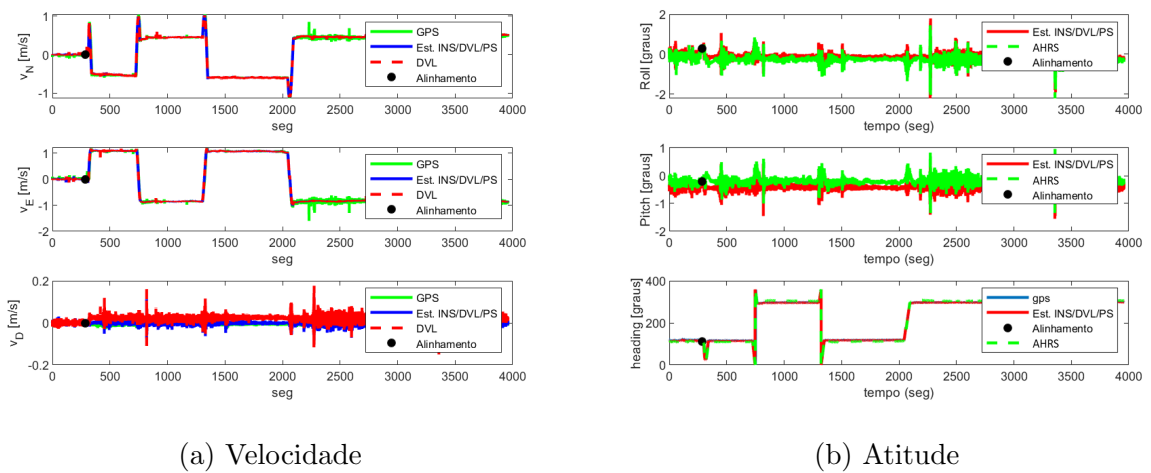 v_N [m/s]
1
0
-1
GPS
Est. INS/DVL/PS
DVL
Alinhamento
0 500 1000 1500 2000 2500 3000 3500 4000
seg
v_E [m/s]
1
0
-1
-2
GPS
Est. INS/DVL/PS
DVL
Alinhamento
0 500 1000 1500 2000 2500 3000 3500 4000
seg
v_D [m/s]
0.2
0
-0.2
GPS
Est. INS/DVL/PS
DVL
Alinhamento
0 500 1000 1500 2000 2500 3000 3500 4000
seg
(a) Velocidade
Roll [graus]
2
0
-2
Est. INS/DVL/PS
AHRS
Alinhamento
0 500 1000 1500 2000 2500 3000 3500 4000
tempo (seg)
Pitch [graus]
1
0
-1
-2
Est. INS/DVL/PS
AHRS
Alinhamento
0 500 1000 1500 2000 2500 3000 3500 4000
tempo (seg)
heading [graus]
400
200
0
gps
Est. INS/DVL/PS
Alinhamento
AHRS
0 500 1000 1500 2000 2500 3000 3500 4000
tempo (seg)
(b) Atitude